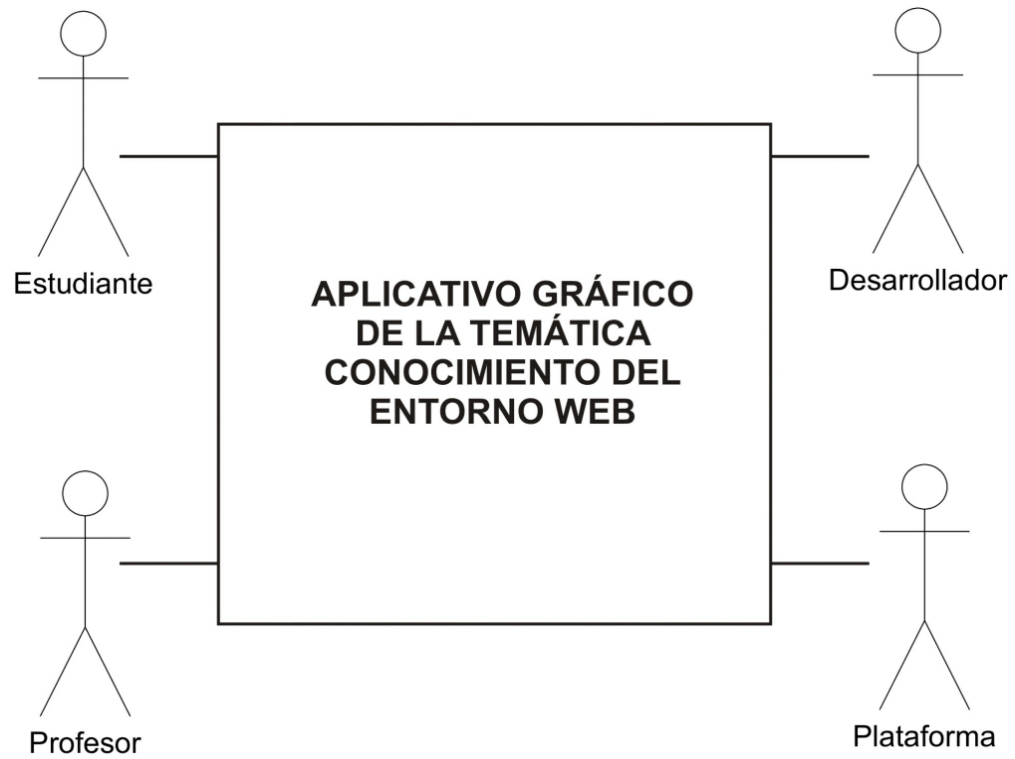 Estudiante
Desarrollador
APLICATIVO GRÁFICO
DE LA TEMÁTICA
CONOCIMIENTO DEL
ENTORNO WEB
Profesor
Plataforma